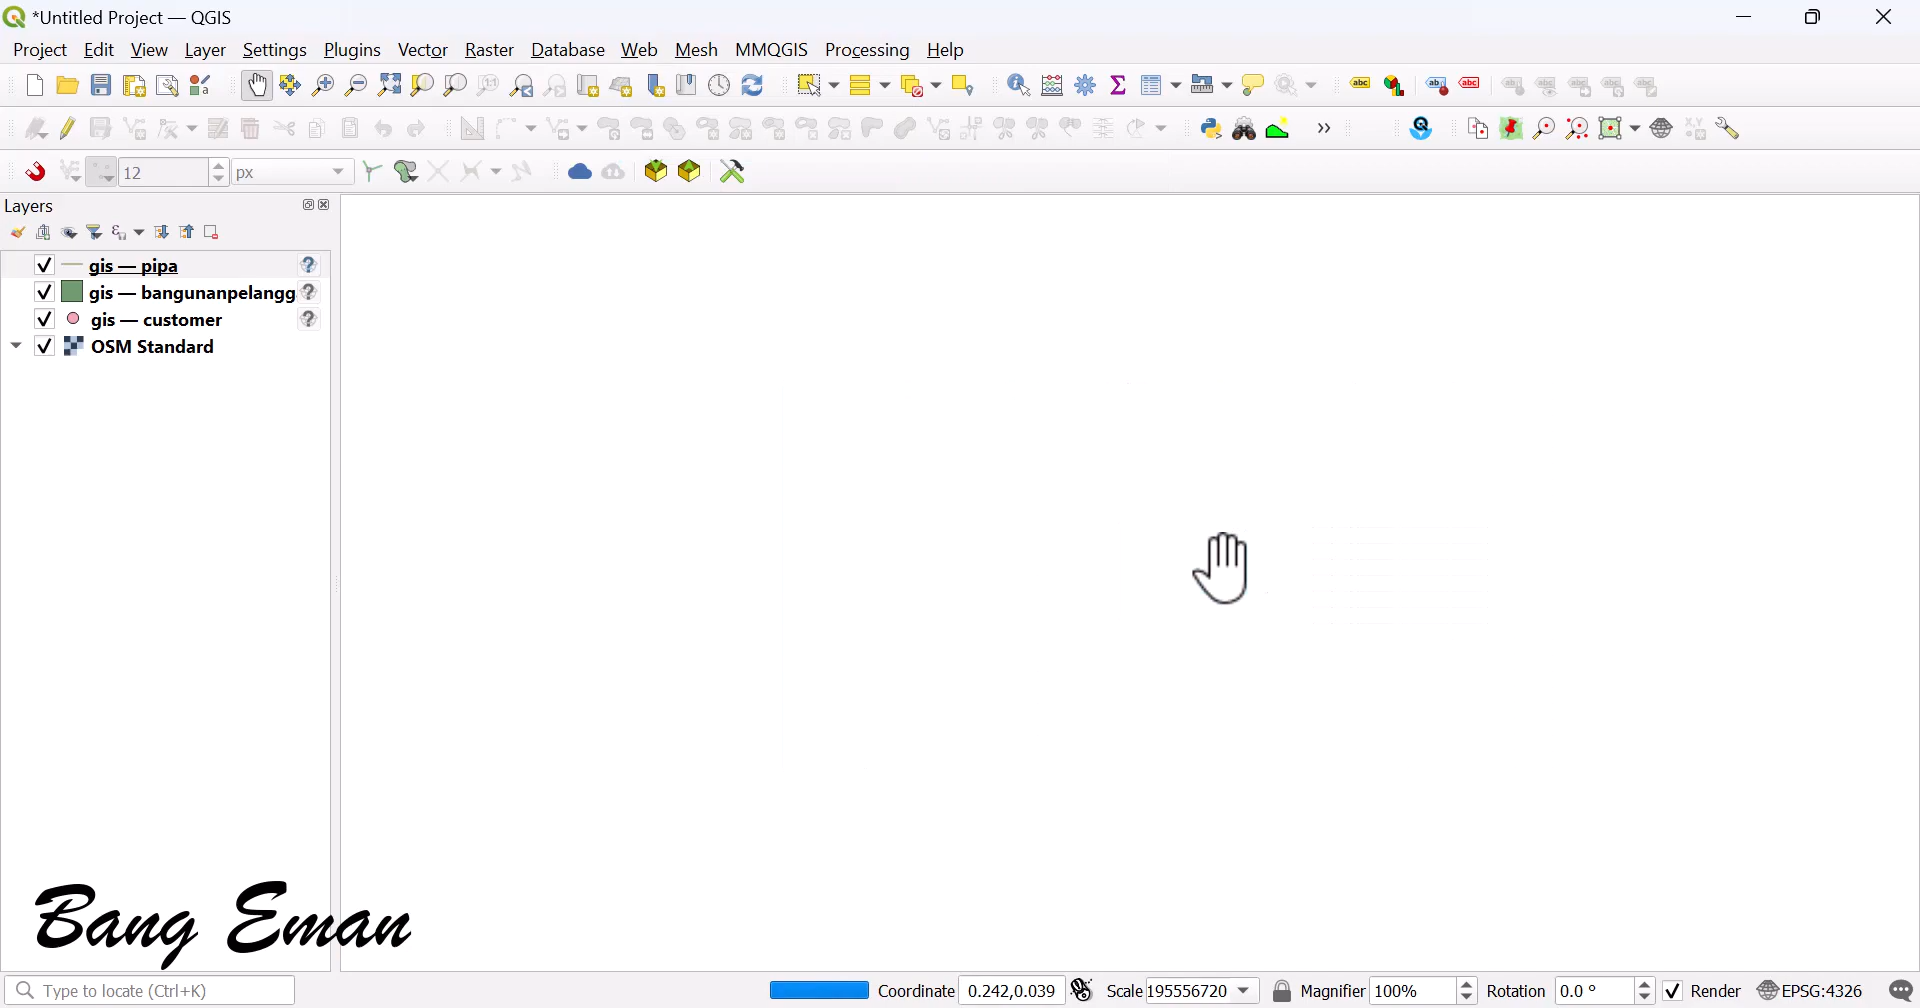 *Untitled Project — QGIS
Project Edit View Layer Settings Plugins Vector Raster Database Web Mesh MMQGIS Processing Help
12 px
Layers
gis — pipa
gis — bangunanpelangg
gis — customer
OSM Standard
Bang Eman
Type to locate (Ctrl+K) Coordinate 0.242,0.039 Scale 195556720 Magnifier 100% Rotation 0.0 ° Render EPSG:4326